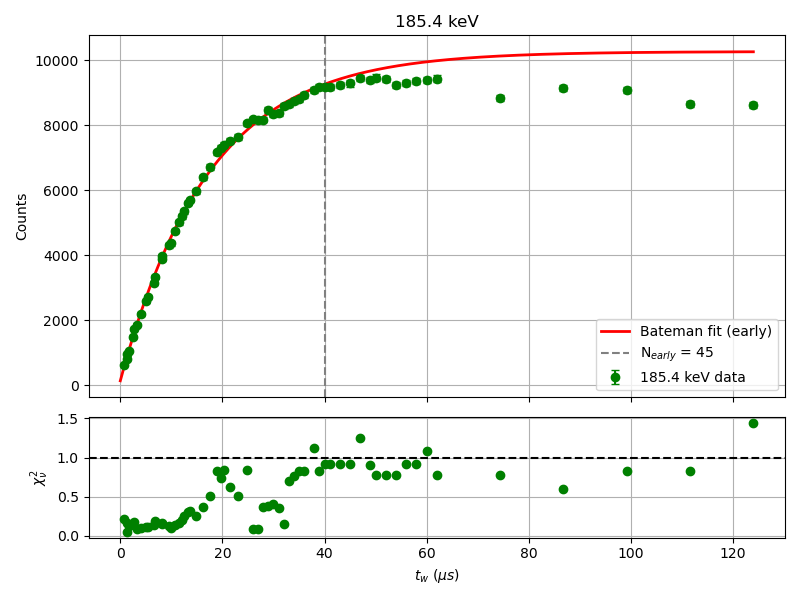 185.4 keV
Counts
10000
8000
6000
4000
2000
0
Bateman fit (early)
N_early = 45
185.4 keV data
χ²_ν
1.5
1.0
0.5
0.0
0 20 40 60 80 100 120
t_w (μs)